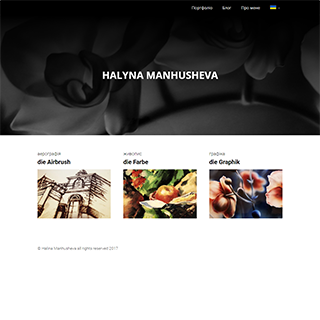 Портфоліо Блог Про мене
HALYNA MANHUSHEVA
аерографія живопис графіка
die Airbrush die Farbe die Graphik
© Halyna Manhusheva all rights reserved 2017